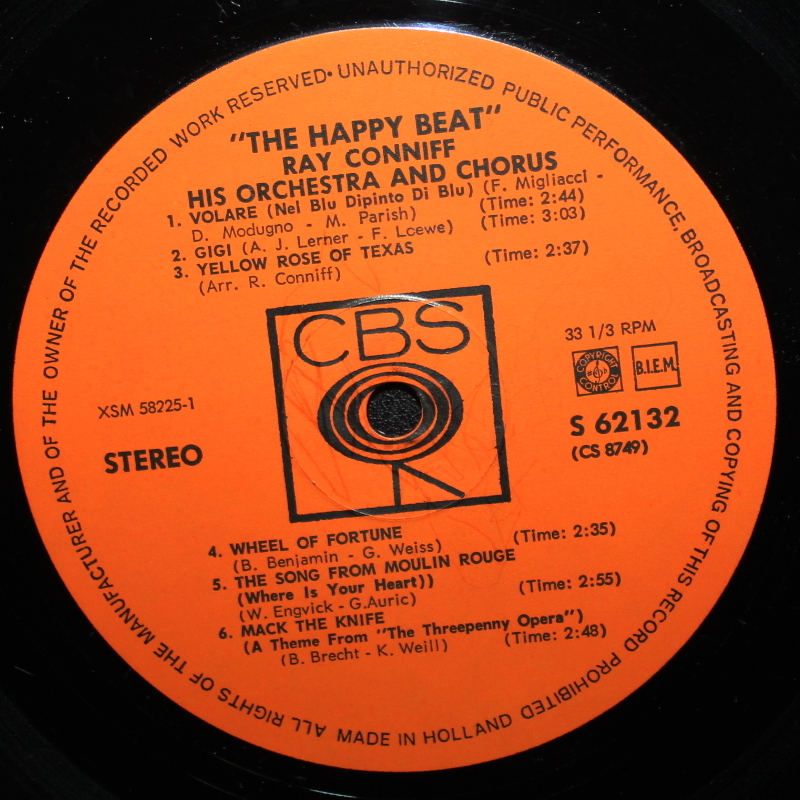 ALL RIGHTS OF THE MANUFACTURER AND OF THE OWNER OF THE RECORDED WORK RESERVED • UNAUTHORIZED PUBLIC PERFORMANCE, BROADCASTING AND COPYING OF THIS RECORD PROHIBITED
"THE HAPPY BEAT"
RAY CONNIFF
HIS ORCHESTRA AND CHORUS
1. VOLARE (Nel Blu Dipinto Di Blu) (F. Migliacci -
D. Modugno - M. Parish) (Time: 2:44)
2. GIGI (A. J. Lerner - F. Loewe) (Time: 3:03)
3. YELLOW ROSE OF TEXAS
(Arr. R. Conniff) (Time: 2:37)
CBS
33 1/3 RPM
COPYRIGHT CONTROL
B.I.E.M.
XSM 58225-1
STEREO
S 62132
(CS 8749)
4. WHEEL OF FORTUNE
(B. Benjamin - G. Weiss) (Time: 2:35)
5. THE SONG FROM MOULIN ROUGE
(Where Is Your Heart))
(W. Engvick - G.Auric) (Time: 2:55)
6. MACK THE KNIFE
(A Theme From "The Threepenny Opera")
(B. Brecht - K. Weill) (Time: 2:48)
MADE IN HOLLAND